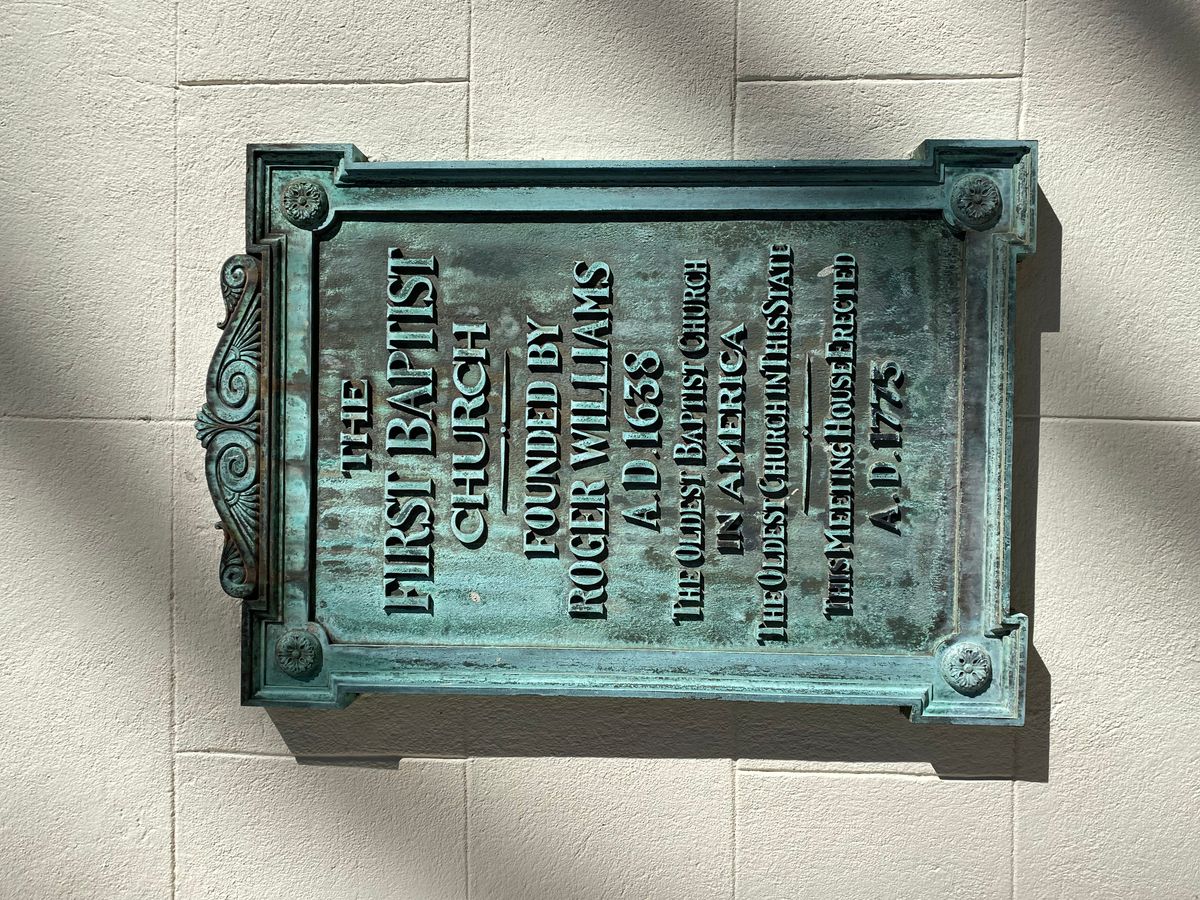 THE
FIRST BAPTIST
CHURCH
FOUNDED BY
ROGER WILLIAMS
A.D. 1638
THE OLDEST BAPTIST CHURCH
IN AMERICA
THE OLDEST CHURCH IN THIS STATE
THIS MEETING HOUSE ERECTED
A.D. 1775